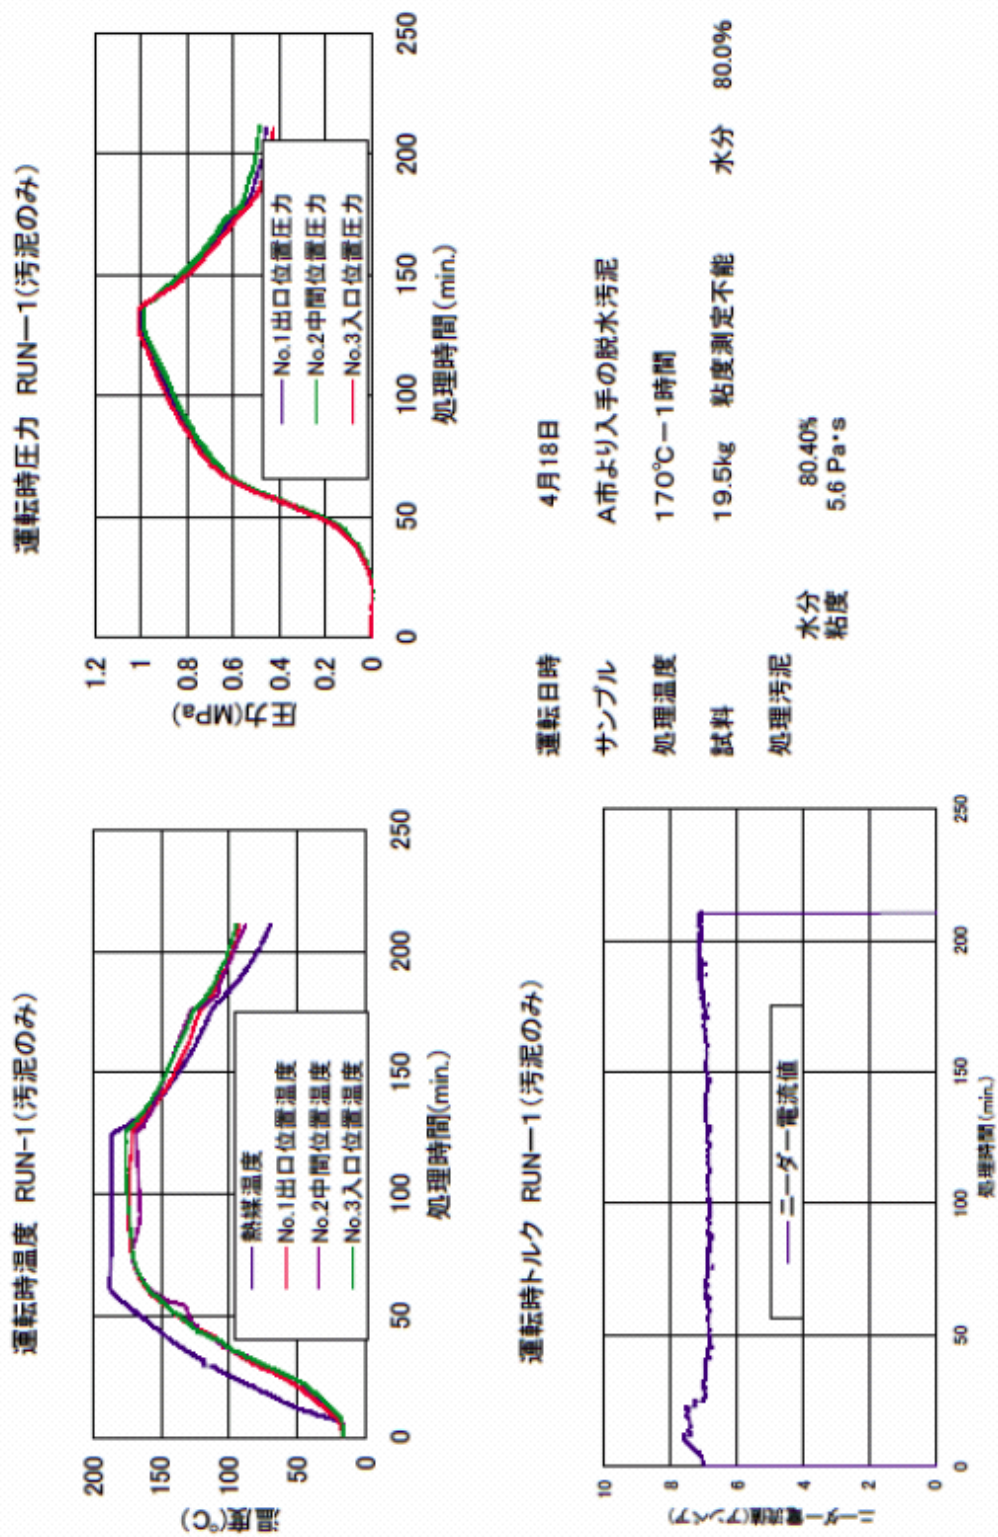 運転時温度 RUN-1(汚泥のみ)
温度(℃)
200
150
100
50
0
0
50
100
150
200
250
処理時間(min.)
熱媒温度
No.1出口位置温度
No.2中間位置温度
No.3入口位置温度
運転時圧力 RUN-1(汚泥のみ)
圧力(MPa)
1.2
1
0.8
0.6
0.4
0.2
0
0
50
100
150
200
250
処理時間(min.)
No.1出口位置圧力
No.2中間位置圧力
No.3入口位置圧力
運転時トルク RUN-1(汚泥のみ)
ニーダー電流値(アンペア)
10
8
6
4
2
0
0
50
100
150
200
250
処理時間(min.)
ニーダー電流値
運転日時 4月18日
サンプル A市より入手の脱水汚泥
処理温度 170℃-1時間
試料 19.5kg 粘度測定不能 水分 80.0%
処理汚泥
水分 80.40%
粘度 5.6 Pa・s